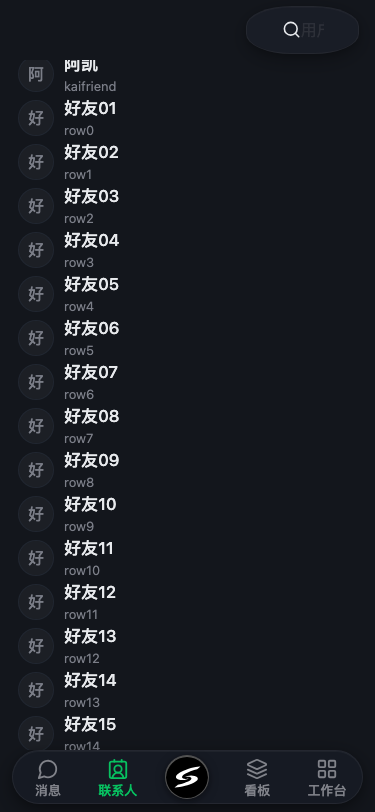 用户
阿凯
阿
kaifriend
好友01
好
row0
好友02
好
row1
好友03
好
row2
好友04
好
row3
好友05
好
row4
好友06
好
row5
好友07
好
row6
好友08
好
row7
好友09
好
row8
好友10
好
row9
好友11
好
row10
好友12
好
row11
好友13
好
row12
好友14
好
row13
好友15
好
row14
消息
联系人
看板
工作台